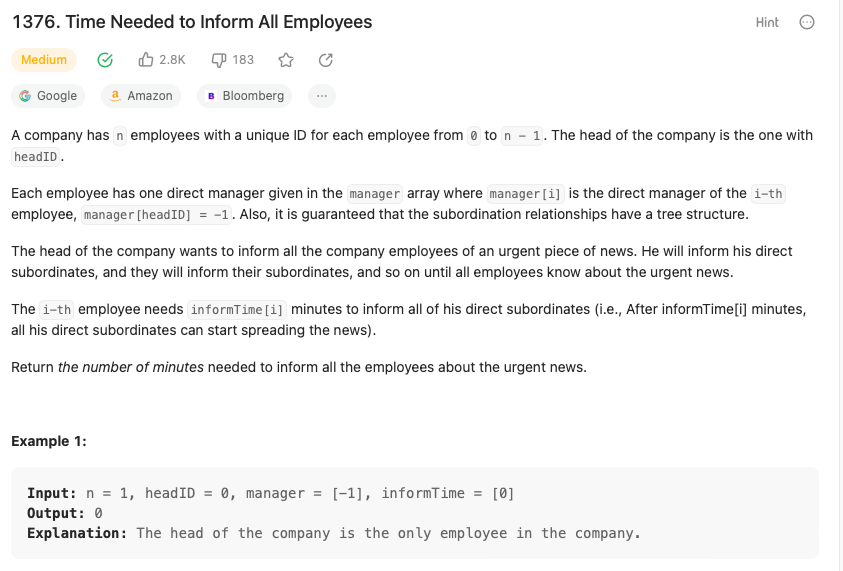 1376. Time Needed to Inform All Employees
Hint
Medium
2.8K
183
Google
a Amazon
B Bloomberg
...
A company has n employees with a unique ID for each employee from 0 to n - 1. The head of the company is the one with
headID.
Each employee has one direct manager given in the manager array where manager[i] is the direct manager of the i-th
employee, manager[headID] = -1. Also, it is guaranteed that the subordination relationships have a tree structure.
The head of the company wants to inform all the company employees of an urgent piece of news. He will inform his direct
subordinates, and they will inform their subordinates, and so on until all employees know about the urgent news.
The i-th employee needs informTime[i] minutes to inform all of his direct subordinates (i.e., After informTime[i] minutes,
all his direct subordinates can start spreading the news).
Return the number of minutes needed to inform all the employees about the urgent news.
Example 1:
Input: n = 1, headID = 0, manager = [-1], informTime = [0]
Output: 0
Explanation: The head of the company is the only employee in the company.